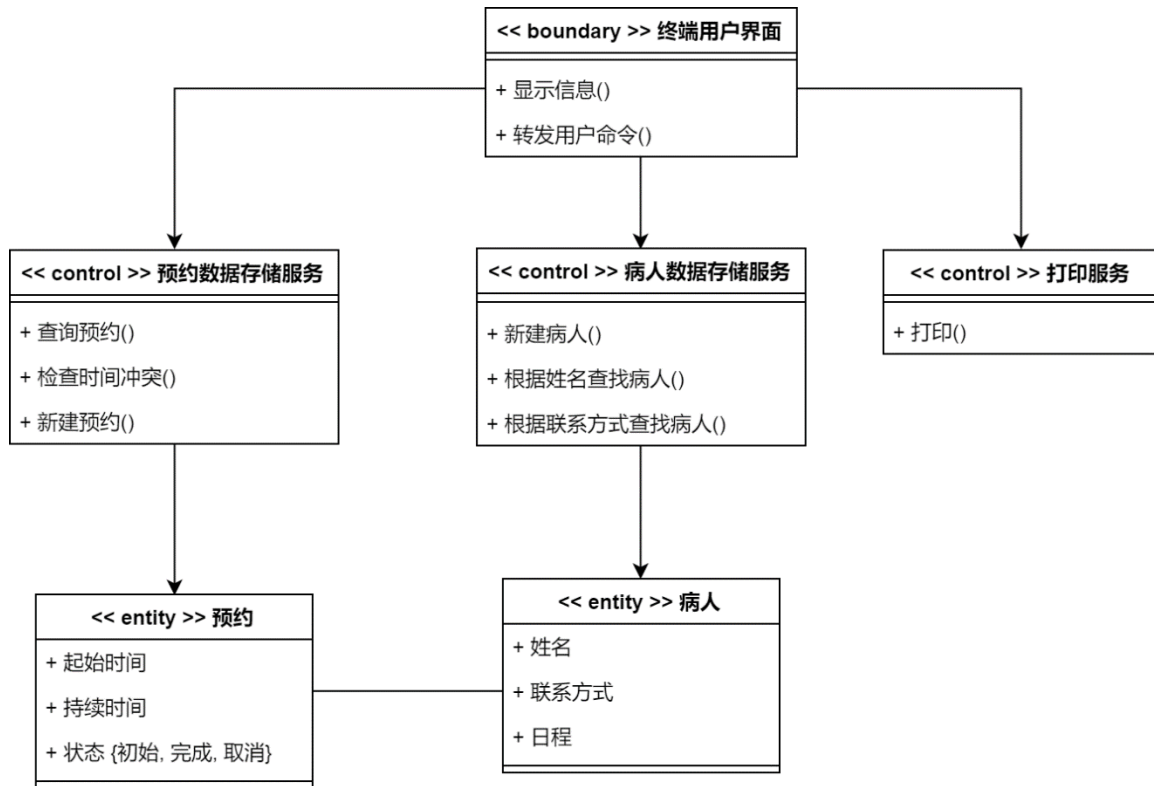 << boundary >> 终端用户界面
+ 显示信息()
+ 转发用户命令()
<< control >> 预约数据存储服务
+ 查询预约()
+ 检查时间冲突()
+ 新建预约()
<< control >> 病人数据存储服务
+ 新建病人()
+ 根据姓名查找病人()
+ 根据联系方式查找病人()
<< control >> 打印服务
+ 打印()
<< entity >> 预约
+ 起始时间
+ 持续时间
+ 状态 {初始, 完成, 取消}
<< entity >> 病人
+ 姓名
+ 联系方式
+ 日程